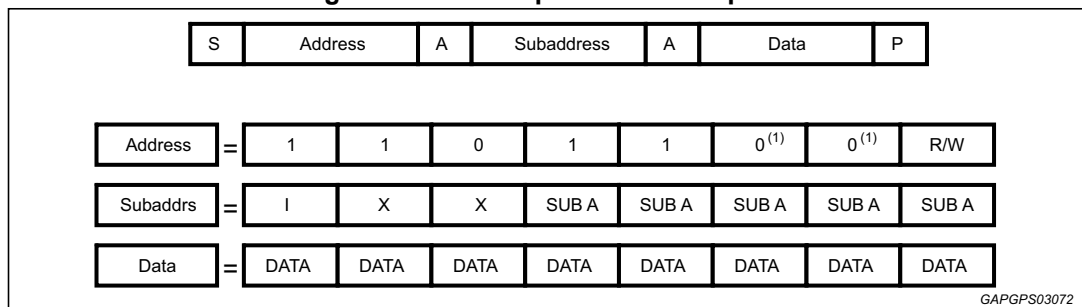 S Address A Subaddress A Data P
Address = 1 1 0 1 1 0(1) 0(1) R/W
Subaddrs = I X X SUB A SUB A SUB A SUB A SUB A
Data = DATA DATA DATA DATA DATA DATA DATA DATA
GAPGPS03072